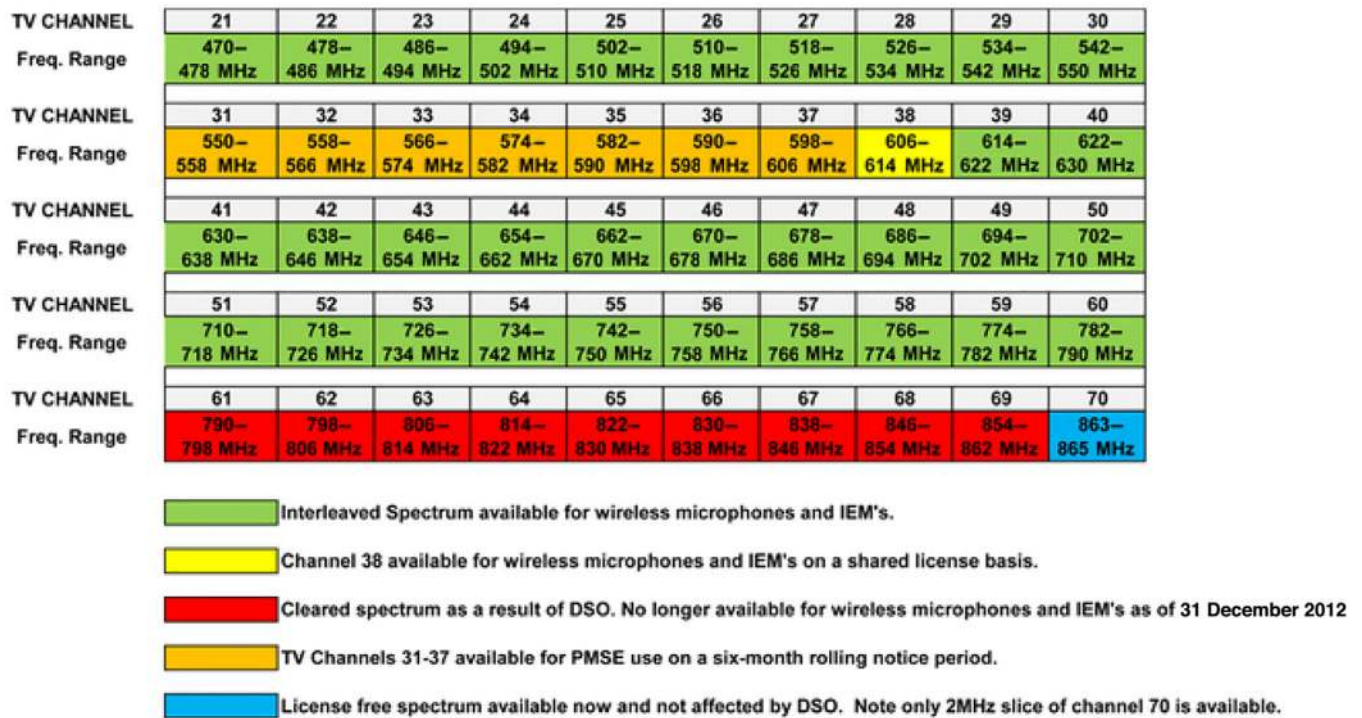 TV CHANNEL 21 22 23 24 25 26 27 28 29 30
Freq. Range 470– 478– 486– 494– 502– 510– 518– 526– 534– 542–
478 MHz 486 MHz 494 MHz 502 MHz 510 MHz 518 MHz 526 MHz 534 MHz 542 MHz 550 MHz
TV CHANNEL 31 32 33 34 35 36 37 38 39 40
Freq. Range 550– 558– 566– 574– 582– 590– 598– 606– 614– 622–
558 MHz 566 MHz 574 MHz 582 MHz 590 MHz 598 MHz 606 MHz 614 MHz 622 MHz 630 MHz
TV CHANNEL 41 42 43 44 45 46 47 48 49 50
Freq. Range 630– 638– 646– 654– 662– 670– 678– 686– 694– 702–
638 MHz 646 MHz 654 MHz 662 MHz 670 MHz 678 MHz 686 MHz 694 MHz 702 MHz 710 MHz
TV CHANNEL 51 52 53 54 55 56 57 58 59 60
Freq. Range 710– 718– 726– 734– 742– 750– 758– 766– 774– 782–
718 MHz 726 MHz 734 MHz 742 MHz 750 MHz 758 MHz 766 MHz 774 MHz 782 MHz 790 MHz
TV CHANNEL 61 62 63 64 65 66 67 68 69 70
Freq. Range 790– 798– 806– 814– 822– 830– 838– 846– 854– 863–
798 MHz 806 MHz 814 MHz 822 MHz 830 MHz 838 MHz 846 MHz 854 MHz 862 MHz 865 MHz
Interleaved Spectrum available for wireless microphones and IEM's.
Channel 38 available for wireless microphones and IEM's on a shared license basis.
Cleared spectrum as a result of DSO. No longer available for wireless microphones and IEM's as of 31 December 2012
TV Channels 31-37 available for PMSE use on a six-month rolling notice period.
License free spectrum available now and not affected by DSO. Note only 2MHz slice of channel 70 is available.